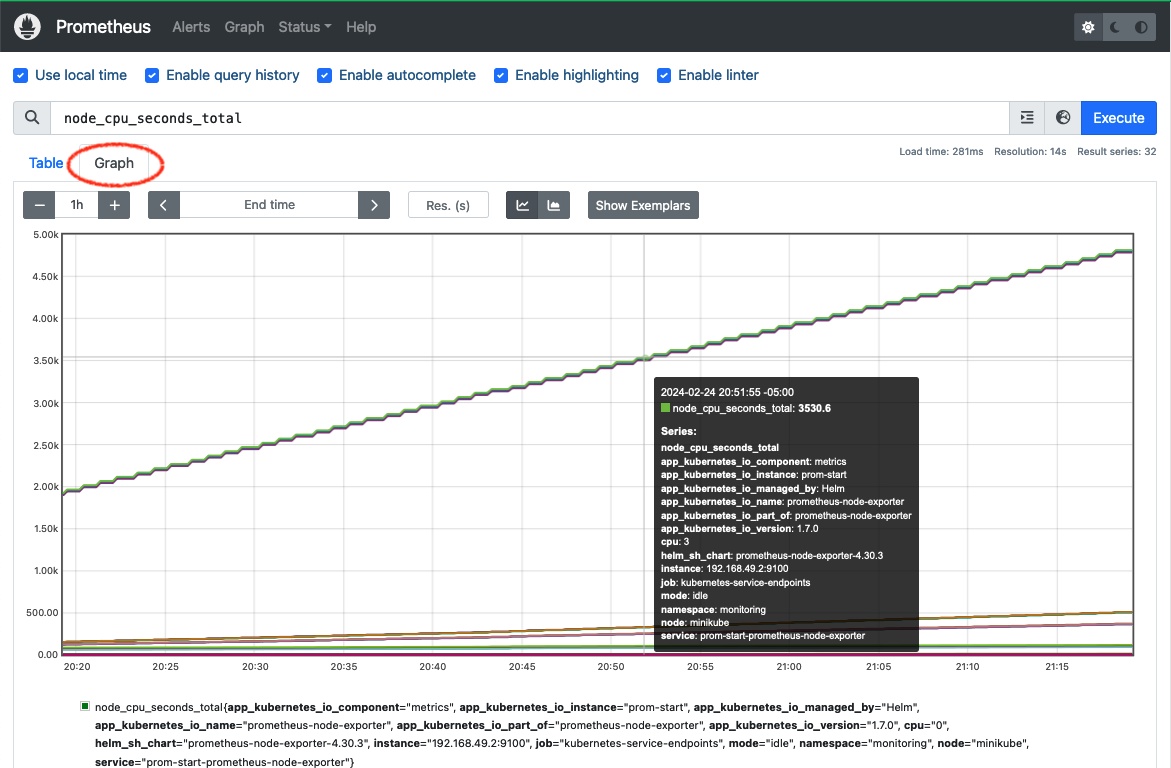 Prometheus Alerts Graph Status Help
Use local time Enable query history Enable autocomplete Enable highlighting Enable linter
node_cpu_seconds_total Execute
Table Graph Load time: 281ms Resolution: 14s Result series: 32
1h End time Res. (s) Show Exemplars
5.00k
4.50k
4.00k
3.50k
3.00k
2.50k
2.00k
1.50k
1.00k
500.00
0.00
2024-02-24 20:51:55 -05:00
node_cpu_seconds_total: 3530.6
Series:
node_cpu_seconds_total
app_kubernetes_io_component: metrics
app_kubernetes_io_instance: prom-start
app_kubernetes_io_managed_by: Helm
app_kubernetes_io_name: prometheus-node-exporter
app_kubernetes_io_part_of: prometheus-node-exporter
app_kubernetes_io_version: 1.7.0
cpu: 3
helm_sh_chart: prometheus-node-exporter-4.30.3
instance: 192.168.49.2:9100
job: kubernetes-service-endpoints
mode: idle
namespace: monitoring
node: minikube
service: prom-start-prometheus-node-exporter
20:20 20:25 20:30 20:35 20:40 20:45 20:50 20:55 21:00 21:05 21:10 21:15
node_cpu_seconds_total{app_kubernetes_io_component="metrics", app_kubernetes_io_instance="prom-start", app_kubernetes_io_managed_by="Helm",
app_kubernetes_io_name="prometheus-node-exporter", app_kubernetes_io_part_of="prometheus-node-exporter", app_kubernetes_io_version="1.7.0", cpu="0",
helm_sh_chart="prometheus-node-exporter-4.30.3", instance="192.168.49.2:9100", job="kubernetes-service-endpoints", mode="idle", namespace="monitoring", node="minikube",
service="prom-start-prometheus-node-exporter"}